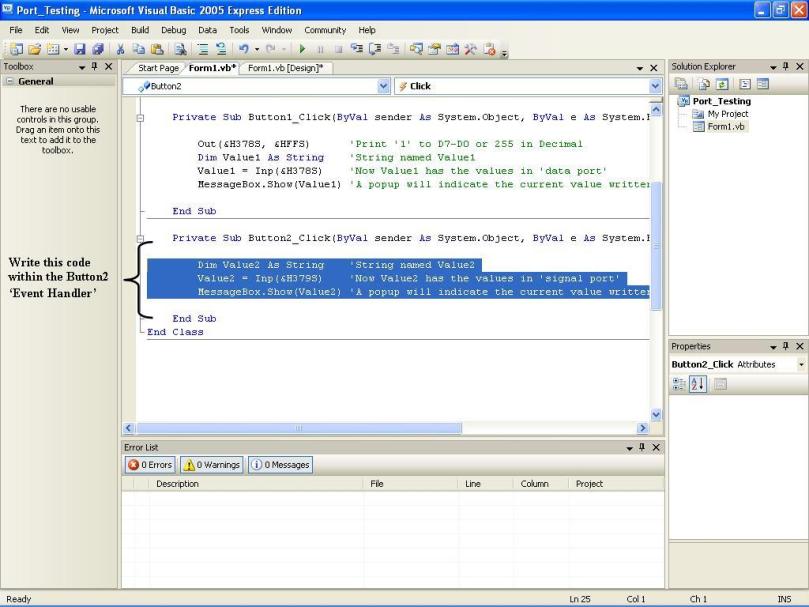 Port_Testing - Microsoft Visual Basic 2005 Express Edition
File Edit View Project Build Debug Data Tools Window Community Help
Toolbox
General
There are no usable
controls in this group.
Drag an item onto this
text to add it to the
toolbox.
Write this code
within the Button2
‘Event Handler’
Start Page Form1.vb* Form1.vb [Design]*
Button2 Click
Private Sub Button1_Click(ByVal sender As System.Object, ByVal e As System.
Out(&H378S, &HFFS) 'Print '1' to D7-D0 or 255 in Decimal
Dim Value1 As String 'String named Value1
Value1 = Inp(&H378S) 'Now Value1 has the values in 'data port'
MessageBox.Show(Value1) 'A popup will indicate the current value written
End Sub
Private Sub Button2_Click(ByVal sender As System.Object, ByVal e As System.
Dim Value2 As String 'String named Value2
Value2 = Inp(&H379S) 'Now Value2 has the values in 'signal port'
MessageBox.Show(Value2) 'A popup will indicate the current value written
End Sub
End Class
Error List
0 Errors 0 Warnings 0 Messages
Description File Line Column Project
Solution Explorer
Port_Testing
My Project
Form1.vb
Properties
Button2_Click Attributes
Ready Ln 25 Col 1 Ch 1 INS